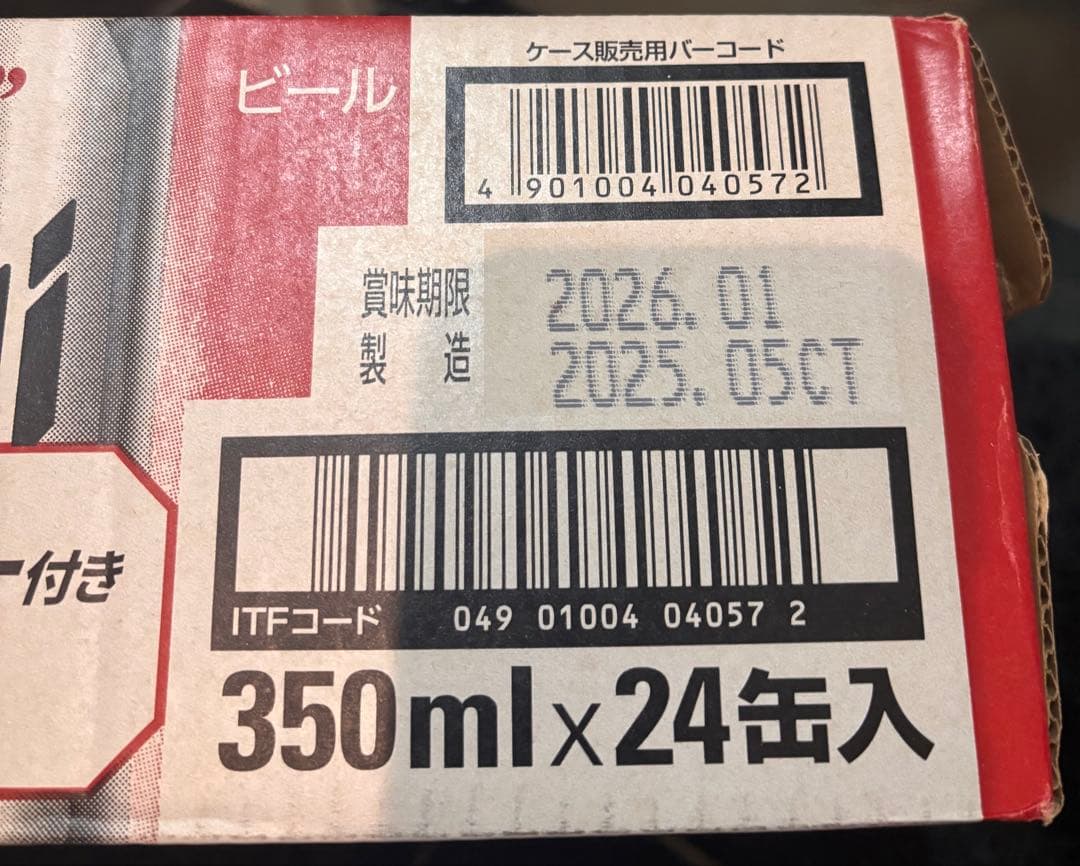 ビール
ケース販売用バーコード
4 901004 040572
賞味期限 2026.01
製造 2025.05CT
ー付き
ITFコード 049 01004 04057 2
350ml×24缶入